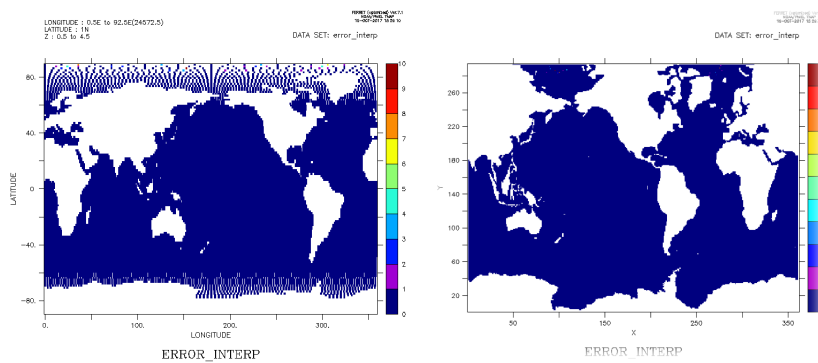 LONGITUDE : 0.5E to 92.5E(24572.5)
LATITUDE : 1N
Z : 0.5 to 4.5
DATA SET: error_interp
LATITUDE
80.
40.
0
−40.
−80.
0.
100.
200.
300.
LONGITUDE
10
9
8
7
6
5
4
3
2
1
0
ERROR_INTERP
DATA SET: error_interp
Y
260
220
180
140
100
60
20
50
150
250
350
X
ERROR_INTERP